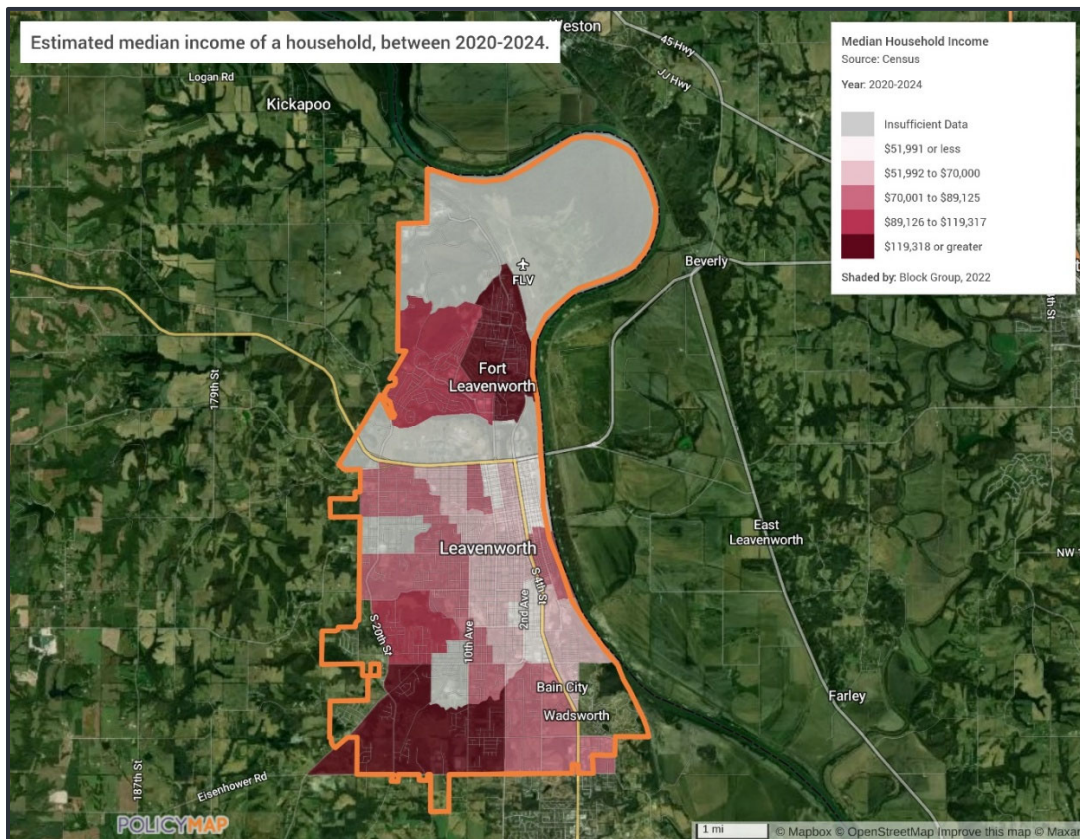 Estimated median income of a household, between 2020-2024.
Weston
45 Hwy
JJ Hwy
Logan Rd
Kickapoo
Median Household Income
Source: Census
Year: 2020-2024
Insufficient Data
$51,991 or less
$51,992 to $70,000
$70,001 to $89,125
$89,126 to $119,317
$119,318 or greater
Shaded by: Block Group, 2022
FLV
Beverly
179th St
Fort
Leavenworth
Leavenworth
East
Leavenworth
NW 1
S 4th St
2nd Ave
10th Ave
S 20th St
Bain City
Wadsworth
Farley
187th St
Eisenhower Rd
POLICYMAP
1 mi
© Mapbox © OpenStreetMap Improve this map © Maxar